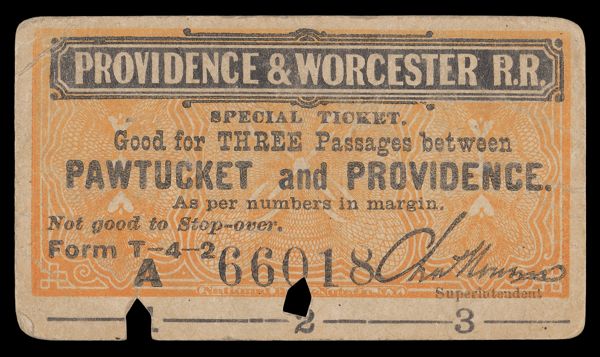 PROVIDENCE & WORCESTER R.R.
SPECIAL TICKET.
Good for THREE Passages between
PAWTUCKET and PROVIDENCE.
As per numbers in margin.
Not good to Stop-over.
Form T-4-2
A 66018
Superintendent
2 3